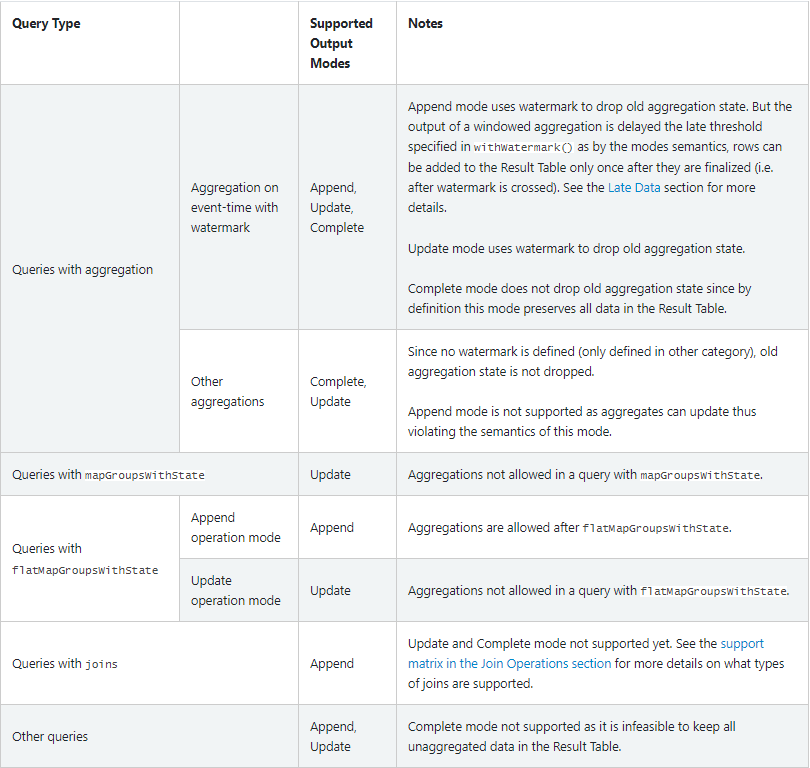 Query Type
Supported
Output
Modes
Notes
Queries with aggregation
Aggregation on
event-time with
watermark
Append,
Update,
Complete
Append mode uses watermark to drop old aggregation state. But the
output of a windowed aggregation is delayed the late threshold
specified in withWatermark() as by the modes semantics, rows can
be added to the Result Table only once after they are finalized (i.e.
after watermark is crossed). See the Late Data section for more
details.
Update mode uses watermark to drop old aggregation state.
Complete mode does not drop old aggregation state since by
definition this mode preserves all data in the Result Table.
Other
aggregations
Complete,
Update
Since no watermark is defined (only defined in other category), old
aggregation state is not dropped.
Append mode is not supported as aggregates can update thus
violating the semantics of this mode.
Queries with mapGroupsWithState
Update
Aggregations not allowed in a query with mapGroupsWithState.
Queries with
flatMapGroupsWithState
Append
operation mode
Append
Aggregations are allowed after flatMapGroupsWithState.
Update
operation mode
Update
Aggregations not allowed in a query with flatMapGroupsWithState.
Queries with joins
Append
Update and Complete mode not supported yet. See the support
matrix in the Join Operations section for more details on what types
of joins are supported.
Other queries
Append,
Update
Complete mode not supported as it is infeasible to keep all
unaggregated data in the Result Table.